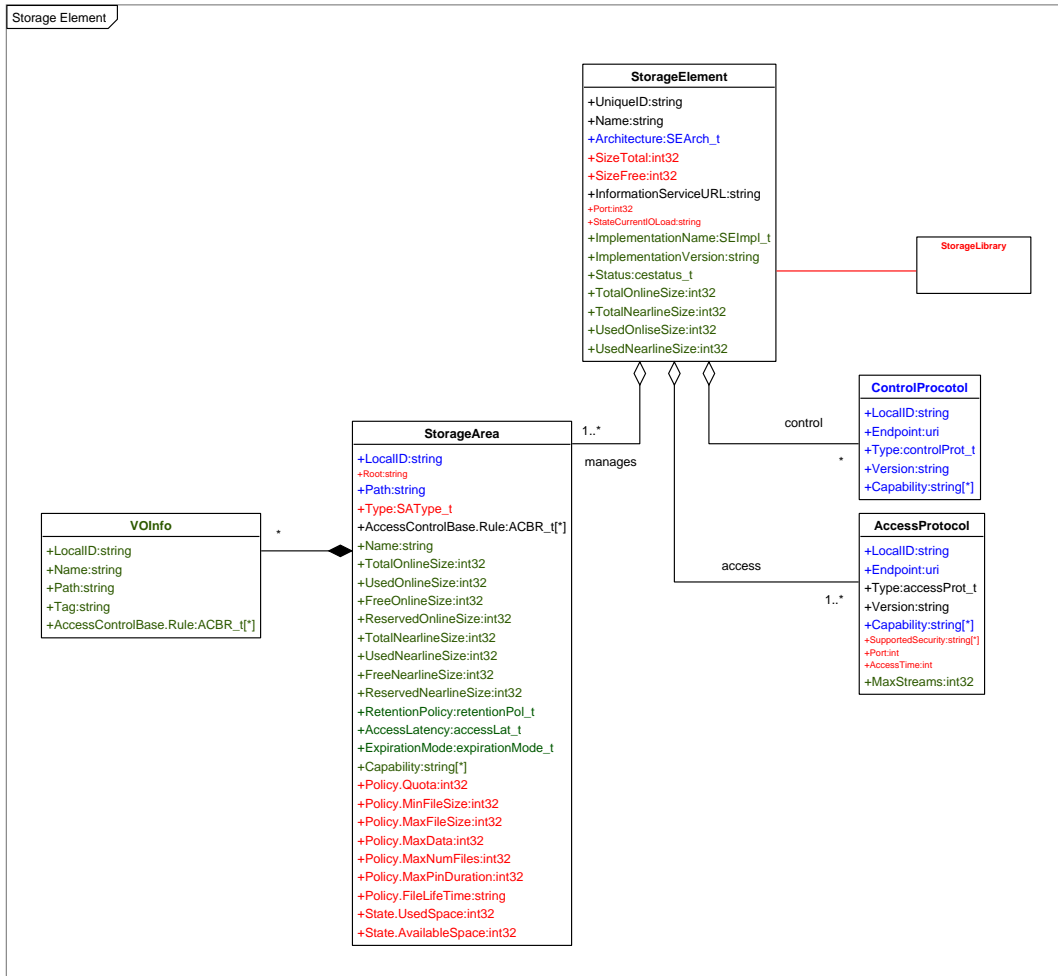 Storage Element
StorageElement
+UniqueID:string
+Name:string
+Architecture:SEArch_t
+SizeTotal:int32
+SizeFree:int32
+InformationServiceURL:string
+Port:int32
+StateCurrentIOLoad:string
+ImplementationName:SEImpl_t
+ImplementationVersion:string
+Status:cestatus_t
+TotalOnlineSize:int32
+TotalNearlineSize:int32
+UsedOnliseSize:int32
+UsedNearlineSize:int32
StorageLibrary
ControlProcotol
+LocalID:string
+Endpoint:uri
+Type:controlProt_t
+Version:string
+Capability:string[*]
control
*
1..*
manages
StorageArea
+LocalID:string
+Root:string
+Path:string
+Type:SAType_t
+AccessControlBase.Rule:ACBR_t[*]
+Name:string
+TotalOnlineSize:int32
+UsedOnlineSize:int32
+FreeOnlineSize:int32
+ReservedOnlineSize:int32
+TotalNearlineSize:int32
+UsedNearlineSize:int32
+FreeNearlineSize:int32
+ReservedNearlineSize:int32
+RetentionPolicy:retentionPol_t
+AccessLatency:accessLat_t
+ExpirationMode:expirationMode_t
+Capability:string[*]
+Policy.Quota:int32
+Policy.MinFileSize:int32
+Policy.MaxFileSize:int32
+Policy.MaxData:int32
+Policy.MaxNumFiles:int32
+Policy.MaxPinDuration:int32
+Policy.FileLifeTime:string
+State.UsedSpace:int32
+State.AvailableSpace:int32
VOInfo
+LocalID:string
+Name:string
+Path:string
+Tag:string
+AccessControlBase.Rule:ACBR_t[*]
*
access
1..*
AccessProtocol
+LocalID:string
+Endpoint:uri
+Type:accessProt_t
+Version:string
+Capability:string[*]
+SupportedSecurity:string[*]
+Port:int
+AccessTime:int
+MaxStreams:int32